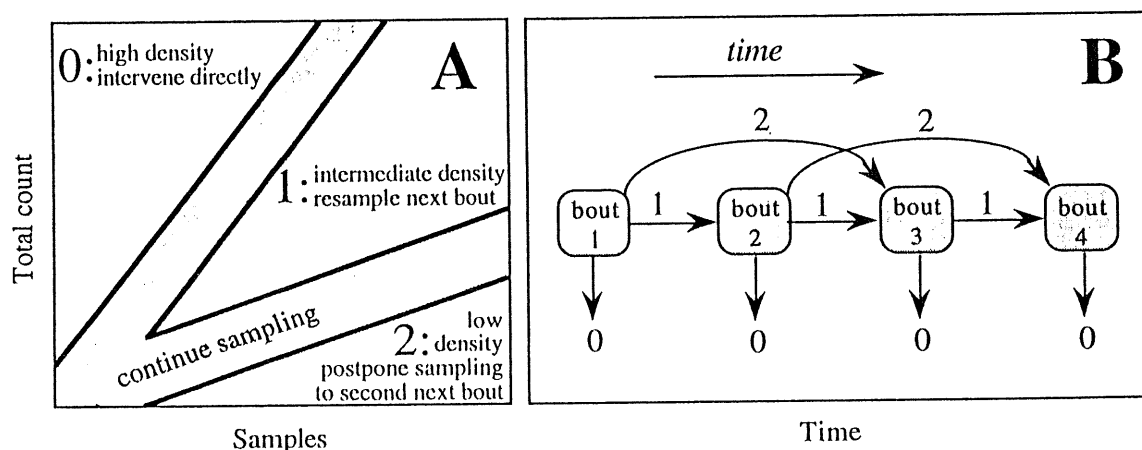 A
0: high density
intervene directly
1: intermediate density
resample next bout
continue sampling
2: low
density
postpone sampling
to second next bout
Total count
Samples
B
time
2 2
bout 1 bout 1 bout 1 bout
1 2 3 4
0 0 0 0
Time